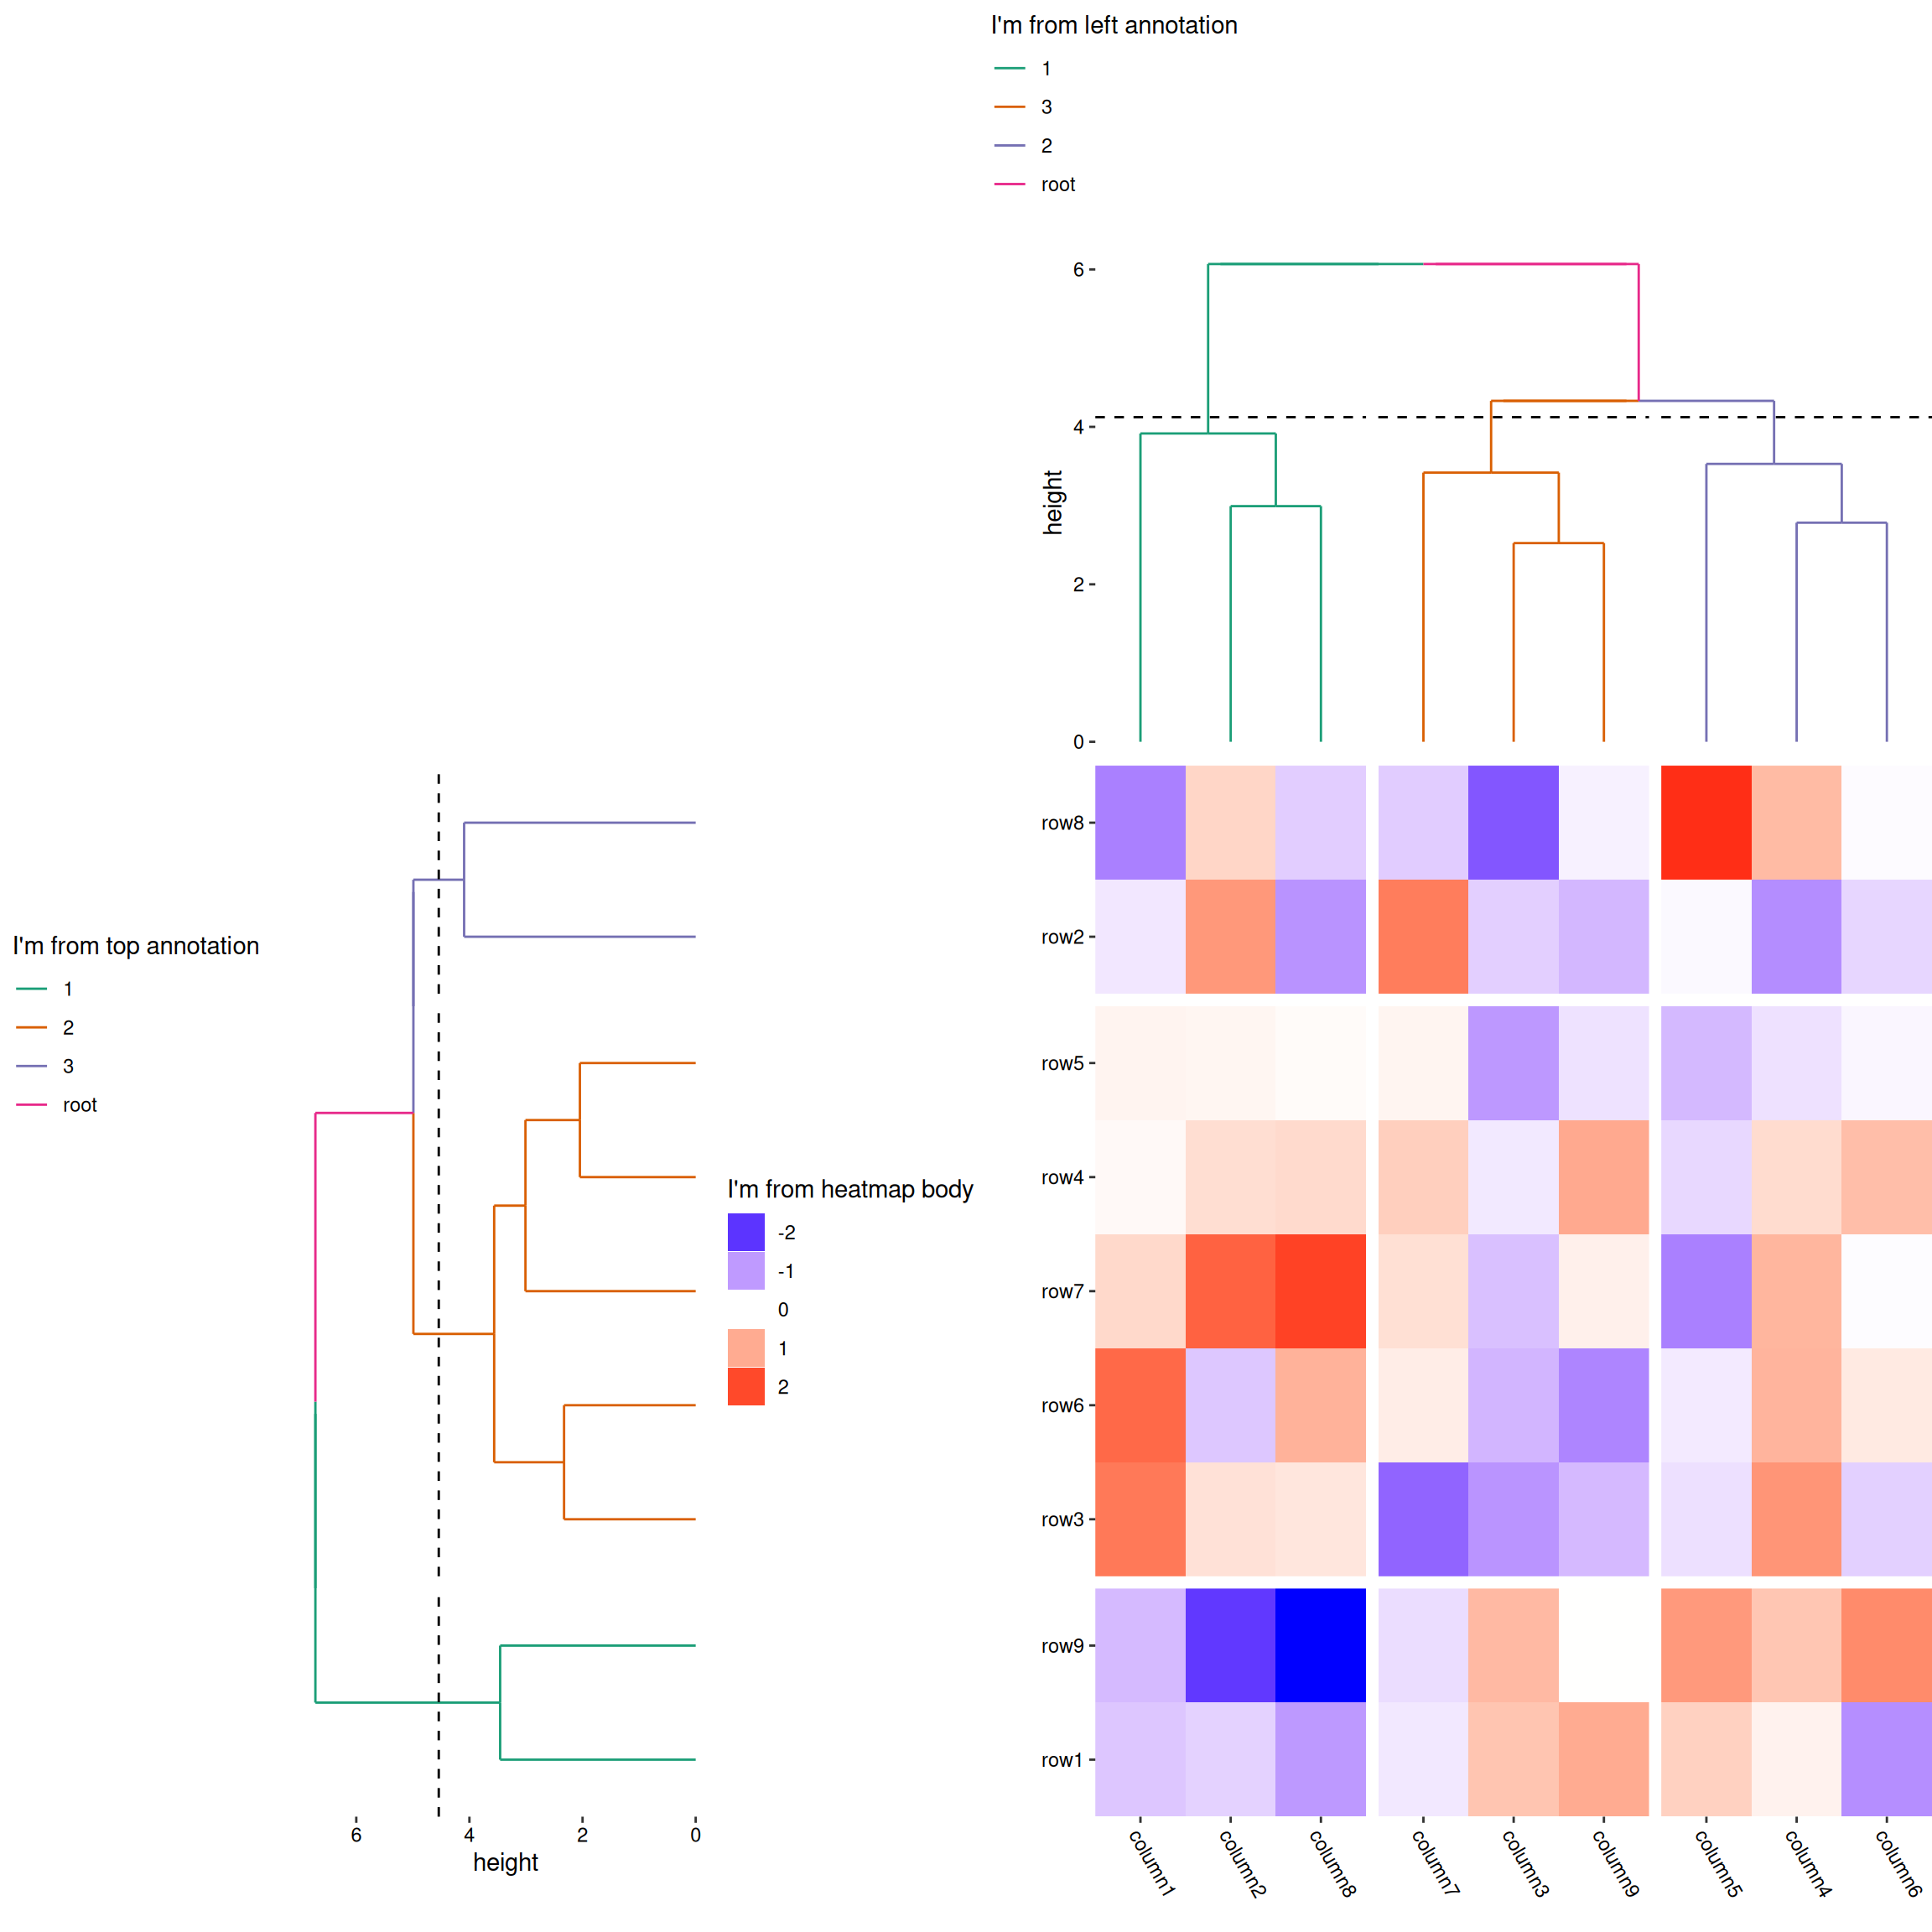 I'm from left annotation
1
3
2
root
6
4
2
0
height
row8
row2
row5
row4
row7
row6
row3
row9
row1
I'm from top annotation
1
2
3
root
I'm from heatmap body
-2
-1
0
1
2
6
4
2
0
height
column1
column2
column8
column7
column3
column9
column5
column4
column6